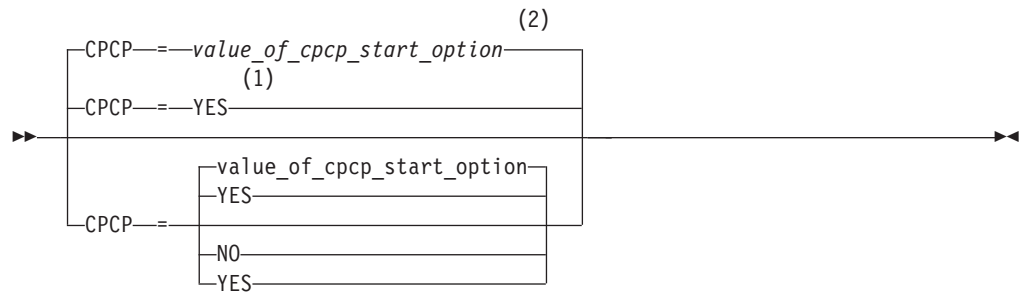 (2)
CPCP = value_of_cpcp_start_option
(1)
CPCP = YES
value_of_cpcp_start_option
YES
CPCP =
NO
YES